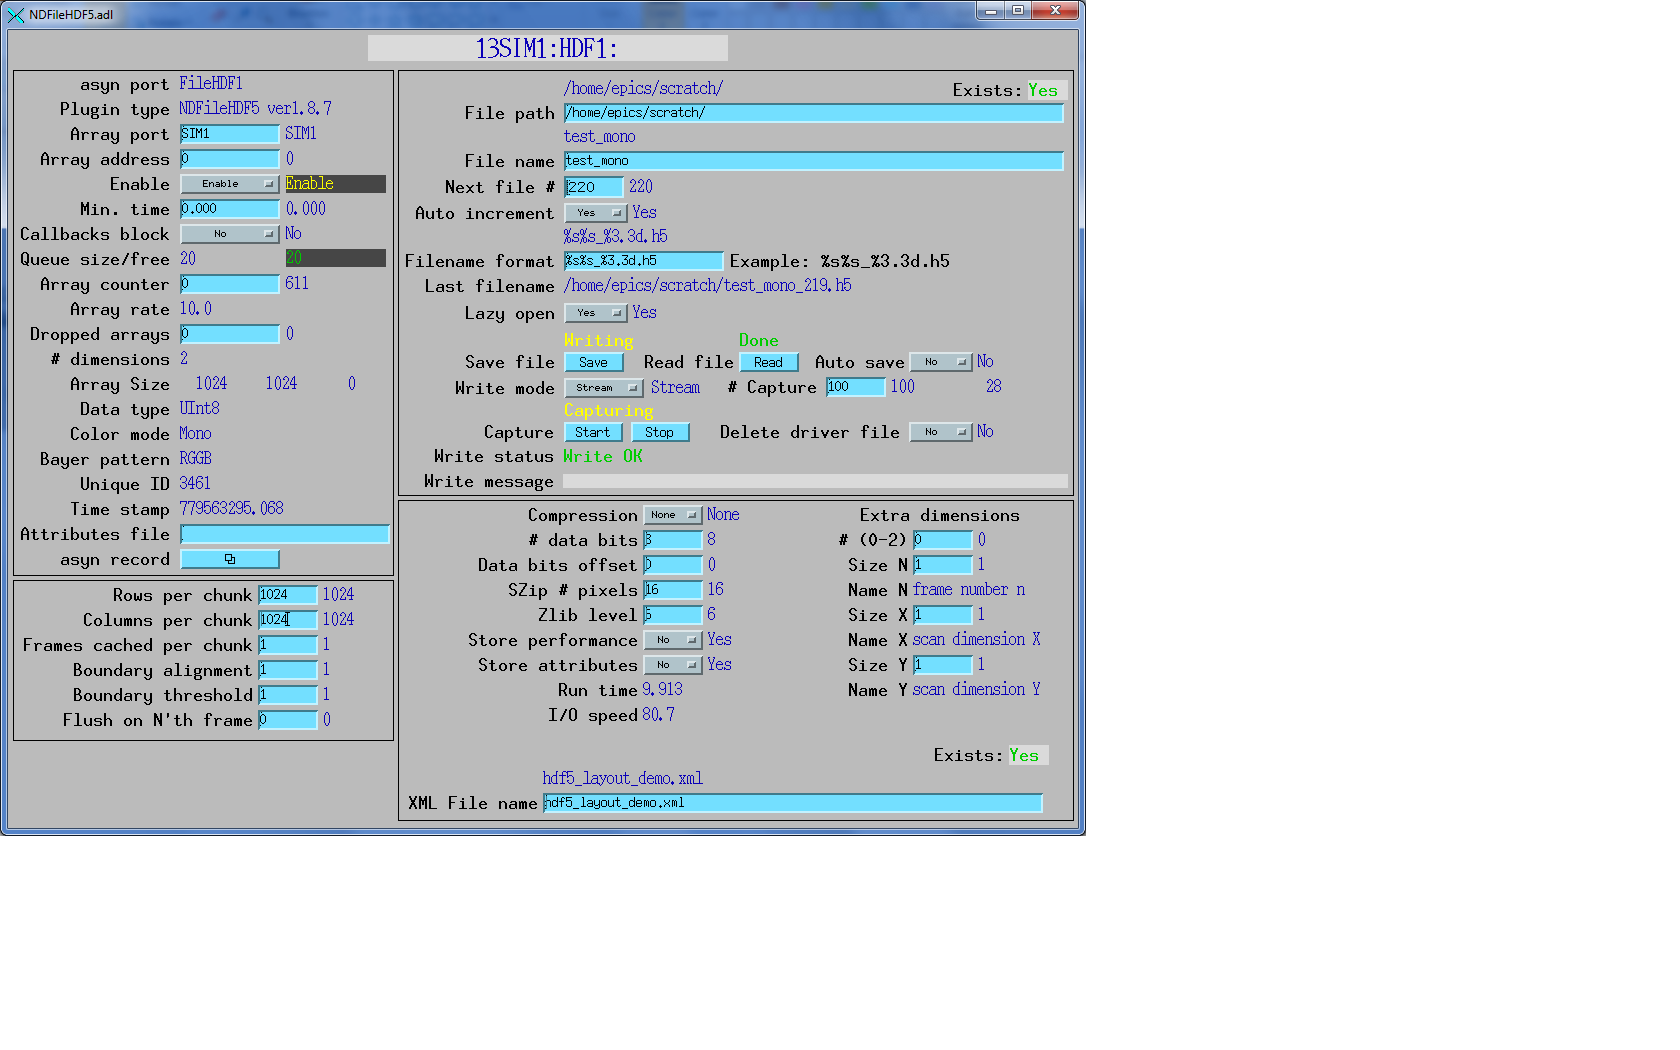 NDFileHDF5.adl
13SIM1:HDF1:
asyn port FileHDF1
Plugin type NDFileHDF5 ver1.8.7
Array port SIM1 SIM1
Array address 0 0
Enable Enable Enable
Min. time 0.000 0.000
Callbacks block No No
Queue size/free 20 20
Array counter 0 611
Array rate 10.0
Dropped arrays 0 0
# dimensions 2
Array Size 1024 1024 0
Data type UInt8
Color mode Mono
Bayer pattern RGGB
Unique ID 3461
Time stamp 779563295.068
Attributes file
asyn record
Rows per chunk 1024 1024
Columns per chunk 1024 1024
Frames cached per chunk 1 1
Boundary alignment 1 1
Boundary threshold 1 1
Flush on N'th frame 0 0
/home/epics/scratch/ Exists: Yes
File path /home/epics/scratch/
test_mono
File name test_mono
Next file # 220 220
Auto increment Yes Yes
%s%s_%3.3d.h5
Filename format %s%s_%3.3d.h5 Example: %s%s_%3.3d.h5
Last filename /home/epics/scratch/test_mono_219.h5
Lazy open Yes Yes
Writing Done
Save file Save Read file Read Auto save No No
Write mode Stream Stream # Capture 100 100 28
Capturing
Capture Start Stop Delete driver file No No
Write status Write OK
Write message
Compression None None
# data bits 8 8
Data bits offset 0 0
SZip # pixels 16 16
Zlib level 6 6
Store performance No Yes
Store attributes No Yes
Run time 9.913
I/O speed 80.7
Extra dimensions
# (0-2) 0 0
Size N 1 1
Name N frame number n
Size X 1 1
Name X scan dimension X
Size Y 1 1
Name Y scan dimension Y
Exists: Yes
hdf5_layout_demo.xml
XML File name hdf5_layout_demo.xml